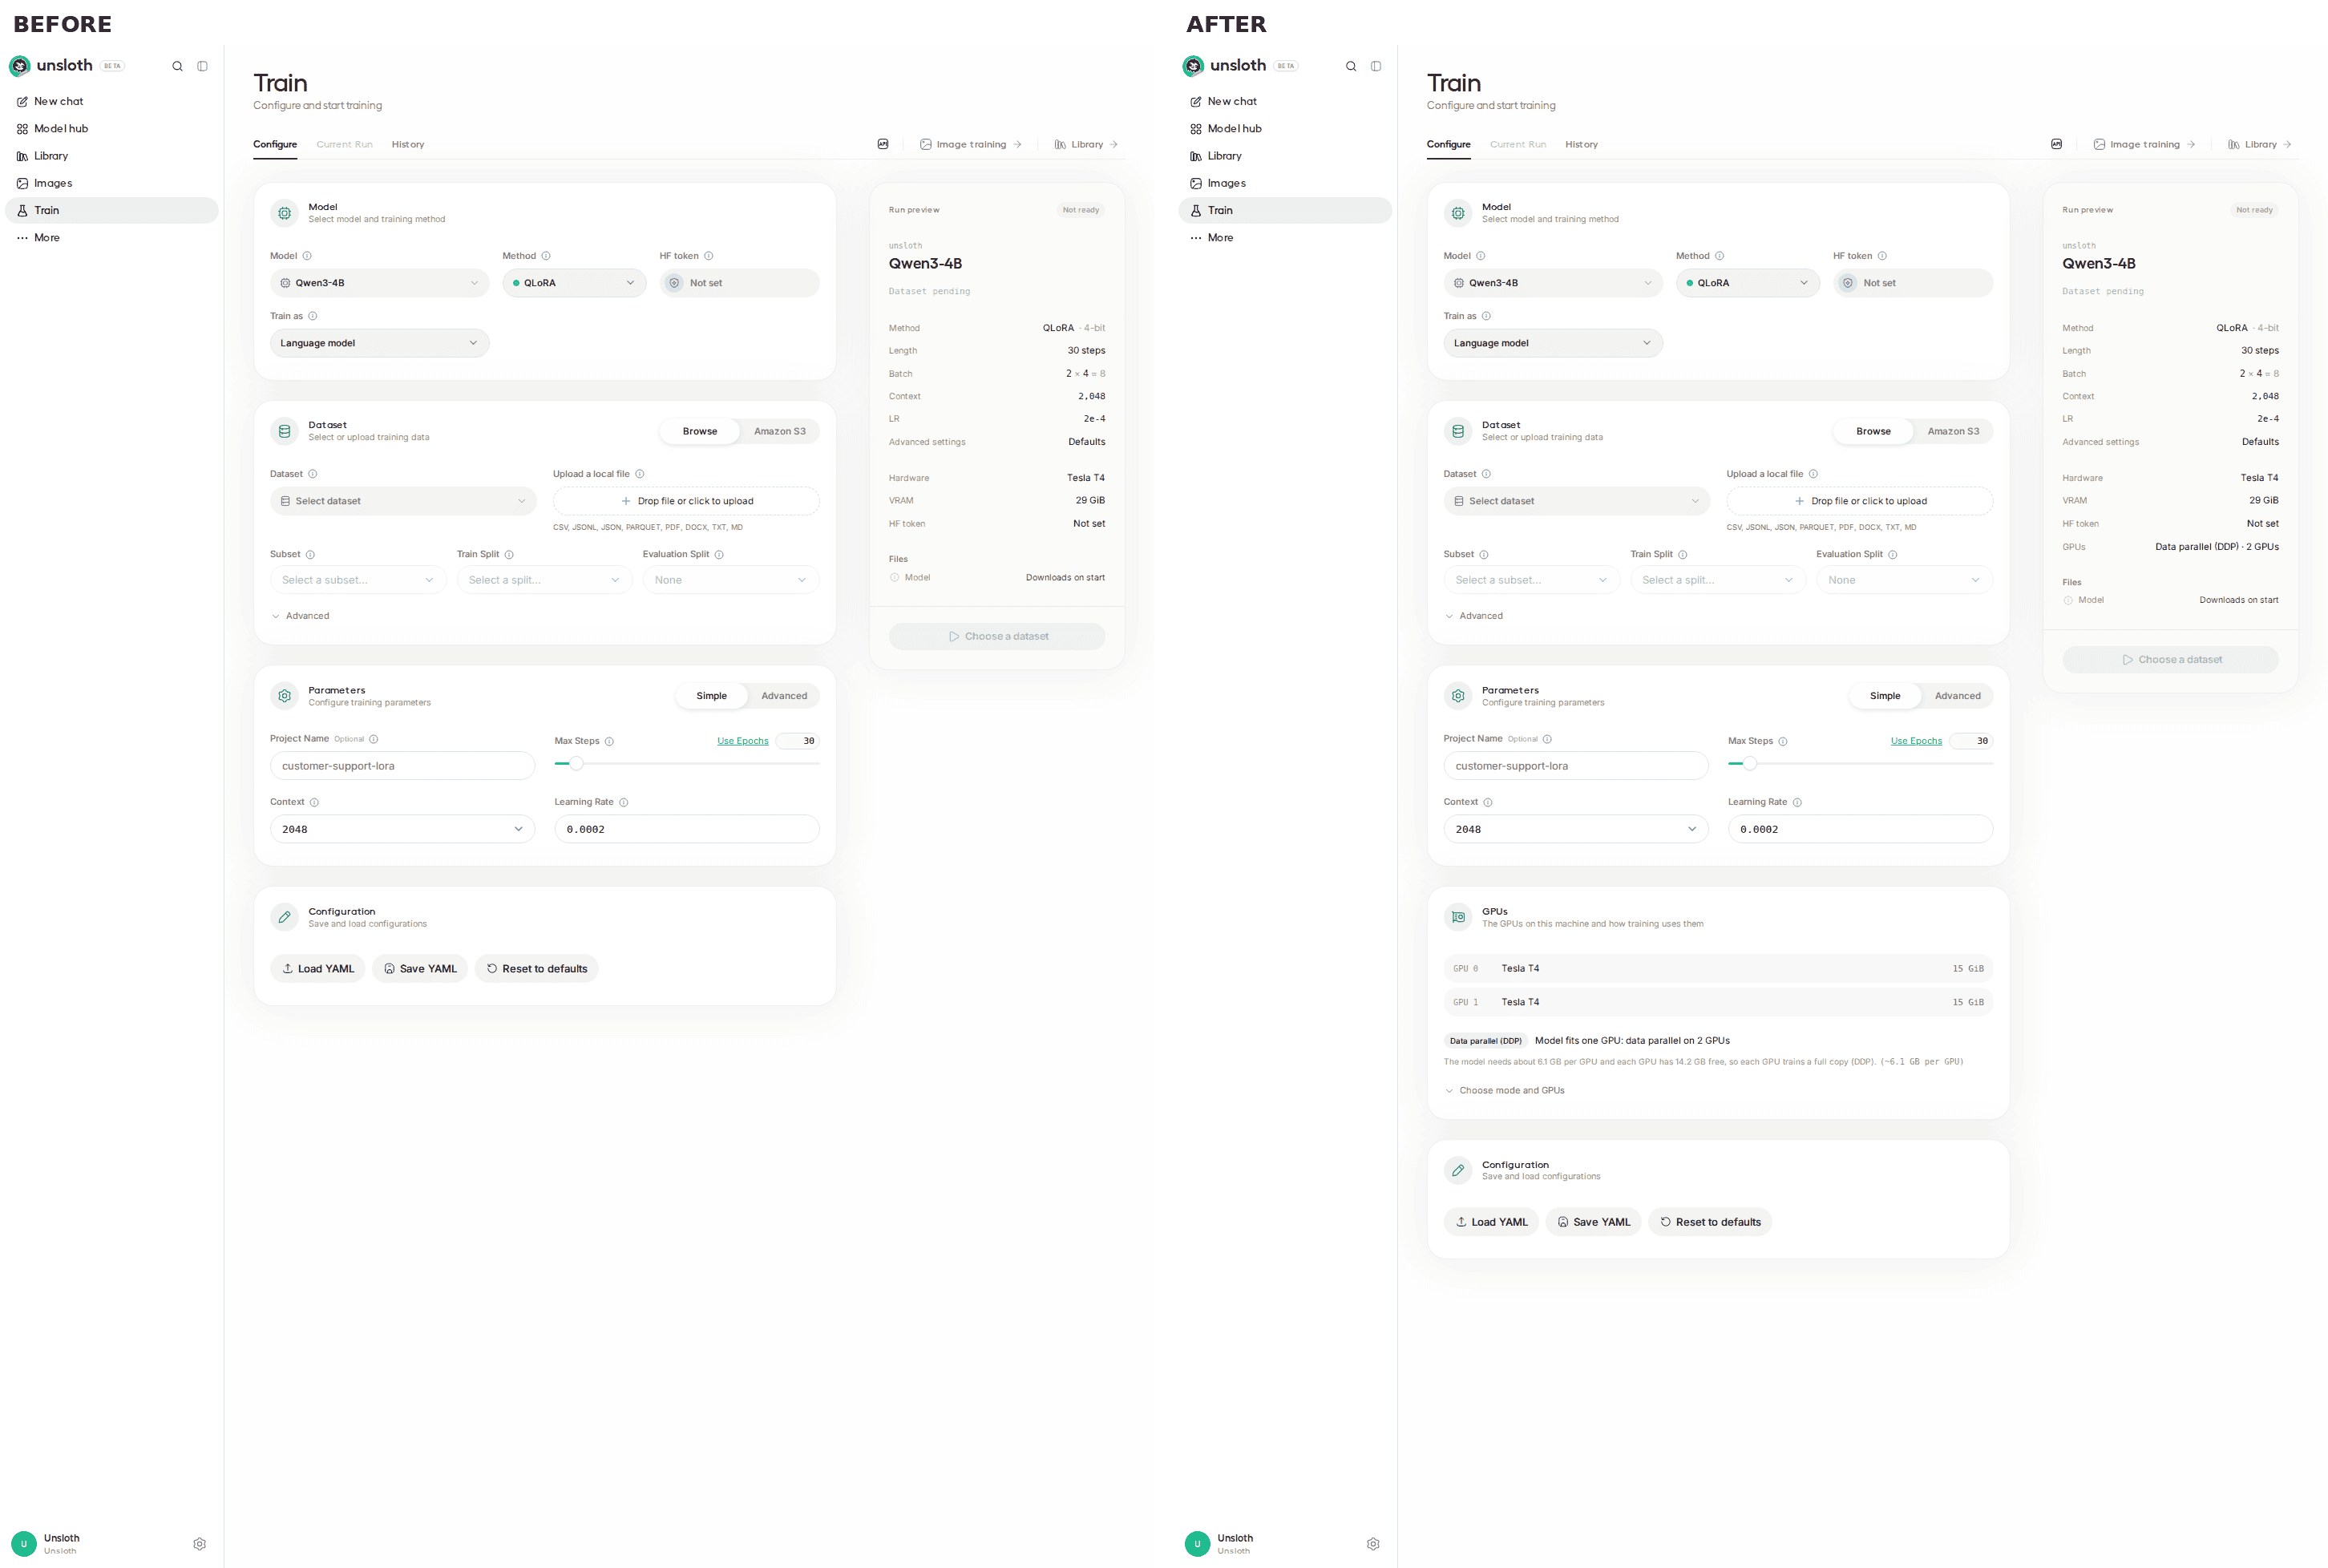 BEFORE
unsloth BETA
New chat
Model hub
Library
Images
Train
More
Train
Configure and start training
Configure Current Run History
API Image training → Library →
Model
Select model and training method
Model Method HF token
Qwen3-4B QLoRA Not set
Train as
Language model
Dataset
Select or upload training data
Browse Amazon S3
Dataset Upload a local file
Select dataset + Drop file or click to upload
CSV, JSONL, JSON, PARQUET, PDF, DOCX, TXT, MD
Subset Train Split Evaluation Split
Select a subset... Select a split... None
Advanced
Parameters
Configure training parameters
Simple Advanced
Project Name Optional Max Steps Use Epochs 30
customer-support-lora
Context Learning Rate
2048 0.0002
Configuration
Save and load configurations
Load YAML Save YAML Reset to defaults
Run preview Not ready
unsloth
Qwen3-4B
Dataset pending
Method QLoRA · 4-bit
Length 30 steps
Batch 2 × 4 = 8
Context 2,048
LR 2e-4
Advanced settings Defaults
Hardware Tesla T4
VRAM 29 GiB
HF token Not set
Files
Model Downloads on start
Choose a dataset
U Unsloth
Unsloth
AFTER
unsloth BETA
New chat
Model hub
Library
Images
Train
More
Train
Configure and start training
Configure Current Run History
API Image training → Library →
Model
Select model and training method
Model Method HF token
Qwen3-4B QLoRA Not set
Train as
Language model
Dataset
Select or upload training data
Browse Amazon S3
Dataset Upload a local file
Select dataset + Drop file or click to upload
CSV, JSONL, JSON, PARQUET, PDF, DOCX, TXT, MD
Subset Train Split Evaluation Split
Select a subset... Select a split... None
Advanced
Parameters
Configure training parameters
Simple Advanced
Project Name Optional Max Steps Use Epochs 30
customer-support-lora
Context Learning Rate
2048 0.0002
GPUs
The GPUs on this machine and how training uses them
GPU 0 Tesla T4 15 GiB
GPU 1 Tesla T4 15 GiB
Data parallel (DDP) Model fits one GPU: data parallel on 2 GPUs
The model needs about 6.1 GB per GPU and each GPU has 14.2 GB free, so each GPU trains a full copy (DDP). (~6.1 GB per GPU)
Choose mode and GPUs
Configuration
Save and load configurations
Load YAML Save YAML Reset to defaults
Run preview Not ready
unsloth
Qwen3-4B
Dataset pending
Method QLoRA · 4-bit
Length 30 steps
Batch 2 × 4 = 8
Context 2,048
LR 2e-4
Advanced settings Defaults
Hardware Tesla T4
VRAM 29 GiB
HF token Not set
GPUs Data parallel (DDP) · 2 GPUs
Files
Model Downloads on start
Choose a dataset
U Unsloth
Unsloth